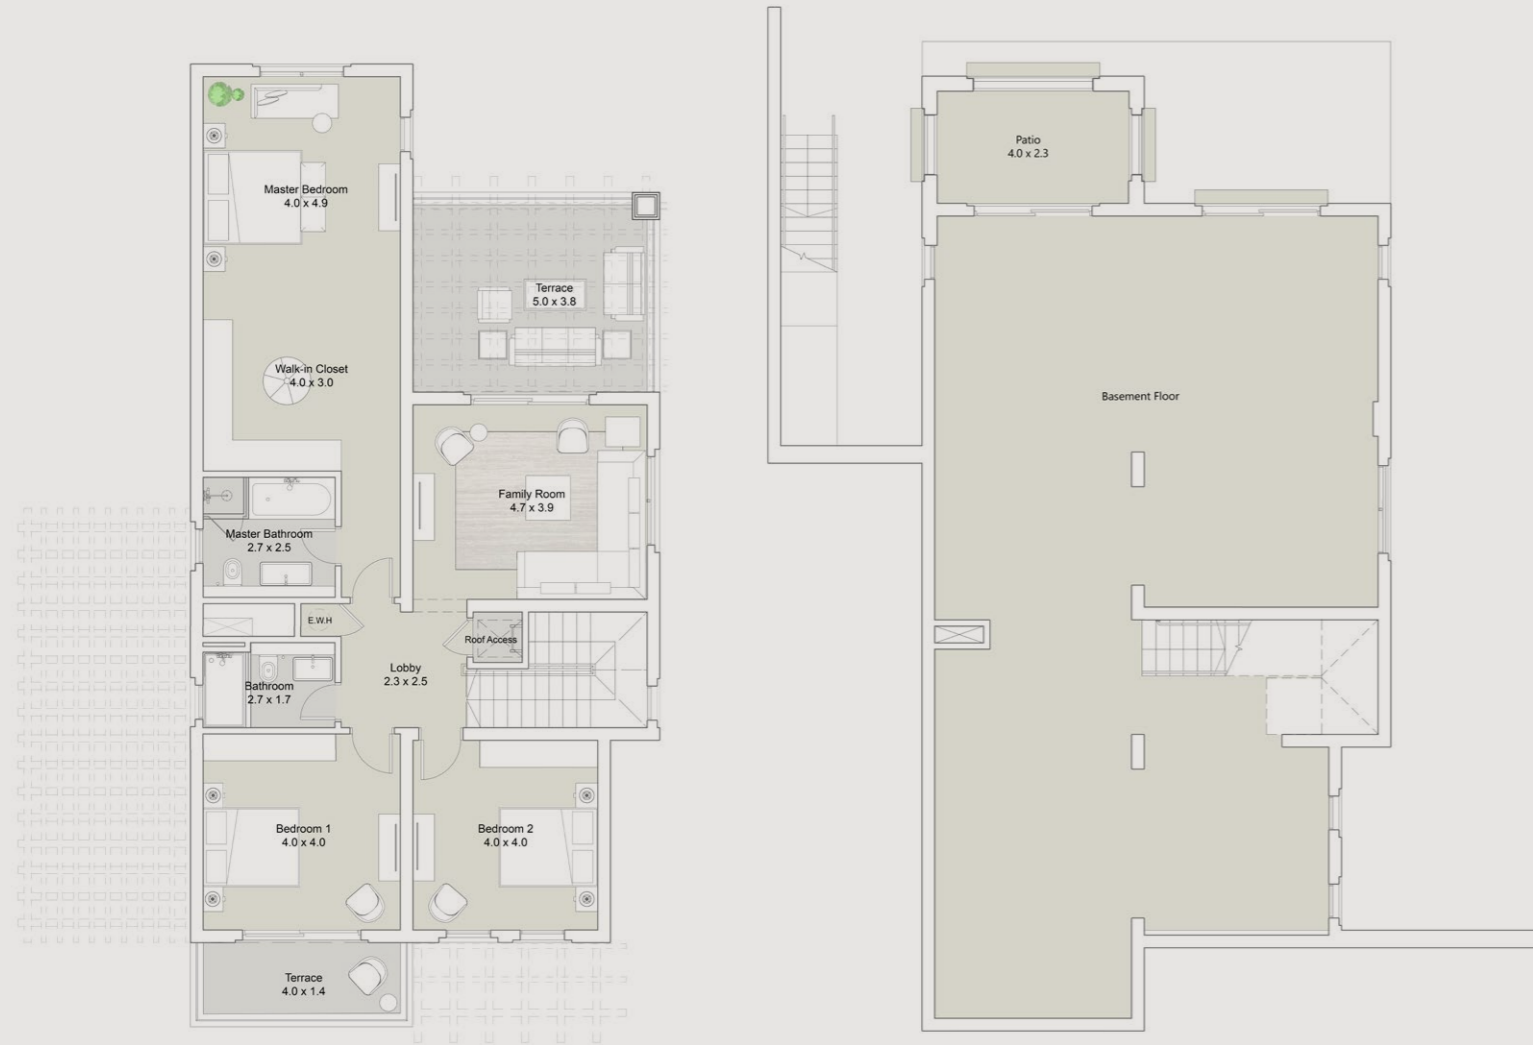 Master Bedroom
4.0 x 4.9
Terrace
5.0 x 3.8
Walk-in Closet
4.0 x 3.0
Family Room
4.7 x 3.9
Master Bathroom
2.7 x 2.5
E.W.H
Roof Access
Lobby
2.3 x 2.5
Bathroom
2.7 x 1.7
Bedroom 1
4.0 x 4.0
Bedroom 2
4.0 x 4.0
Terrace
4.0 x 1.4
Patio
4.0 x 2.3
Basement Floor